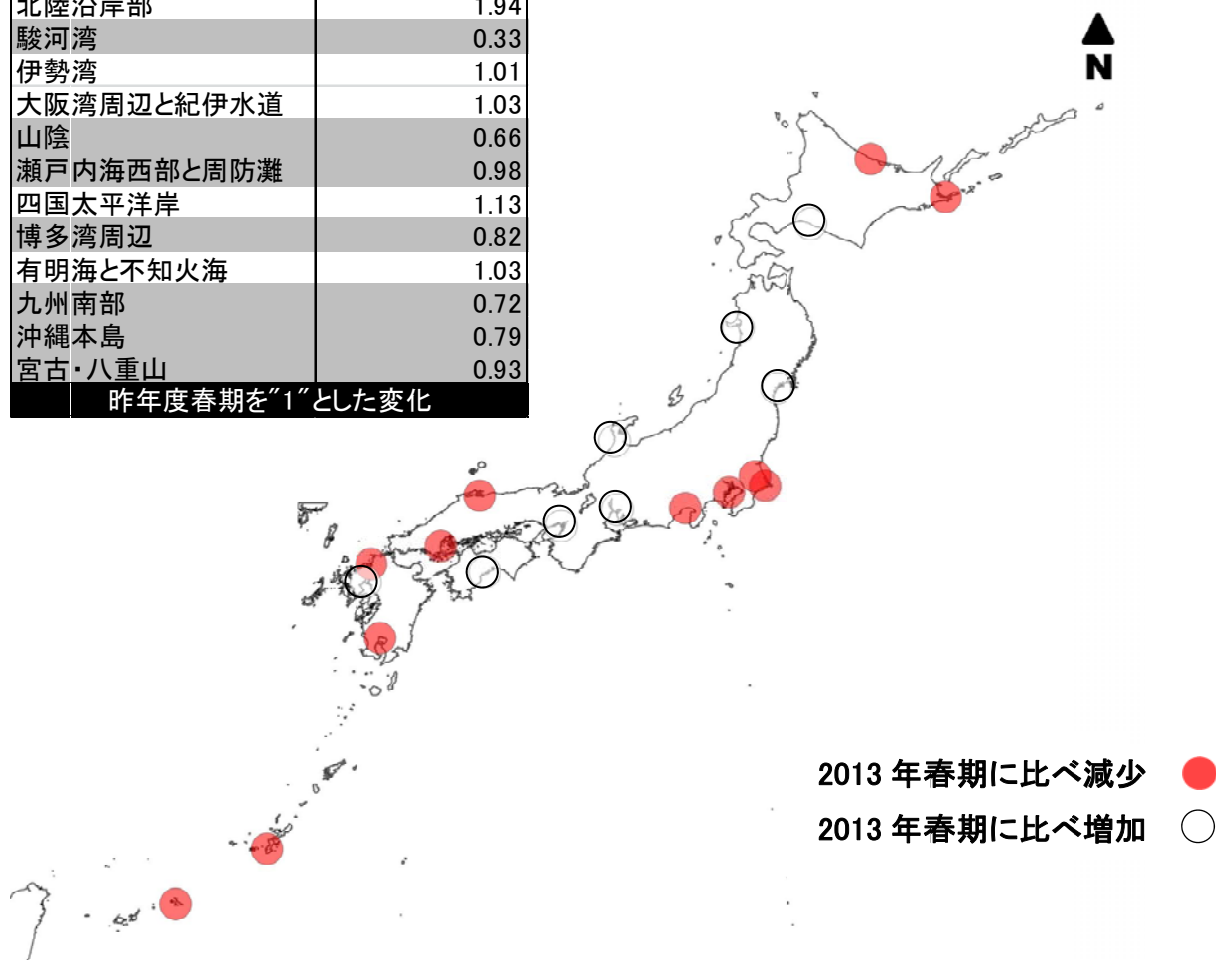 北陸沿岸部 1.94
駿河湾 0.33
伊勢湾 1.01
大阪湾周辺と紀伊水道 1.03
山陰 0.66
瀬戸内海西部と周防灘 0.98
四国太平洋岸 1.13
博多湾周辺 0.82
有明海と不知火海 1.03
九州南部 0.72
沖縄本島 0.79
宮古・八重山 0.93
昨年度春期を"1"とした変化
N
2013 年春期に比べ減少
2013 年春期に比べ増加